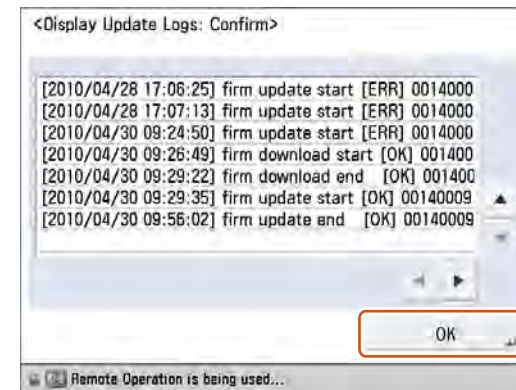 <Display Update Logs: Confirm>
[2010/04/28 17:06:25] firm update start [ERR] 0014000
[2010/04/28 17:07:13] firm update start [ERR] 0014000
[2010/04/30 09:24:50] firm update start [ERR] 0014000
[2010/04/30 09:26:49] firm download start [OK] 001400
[2010/04/30 09:29:22] firm download end [OK] 001400
[2010/04/30 09:29:35] firm update start [OK] 00140009
[2010/04/30 09:56:02] firm update end [OK] 00140009
OK
Remote Operation is being used...